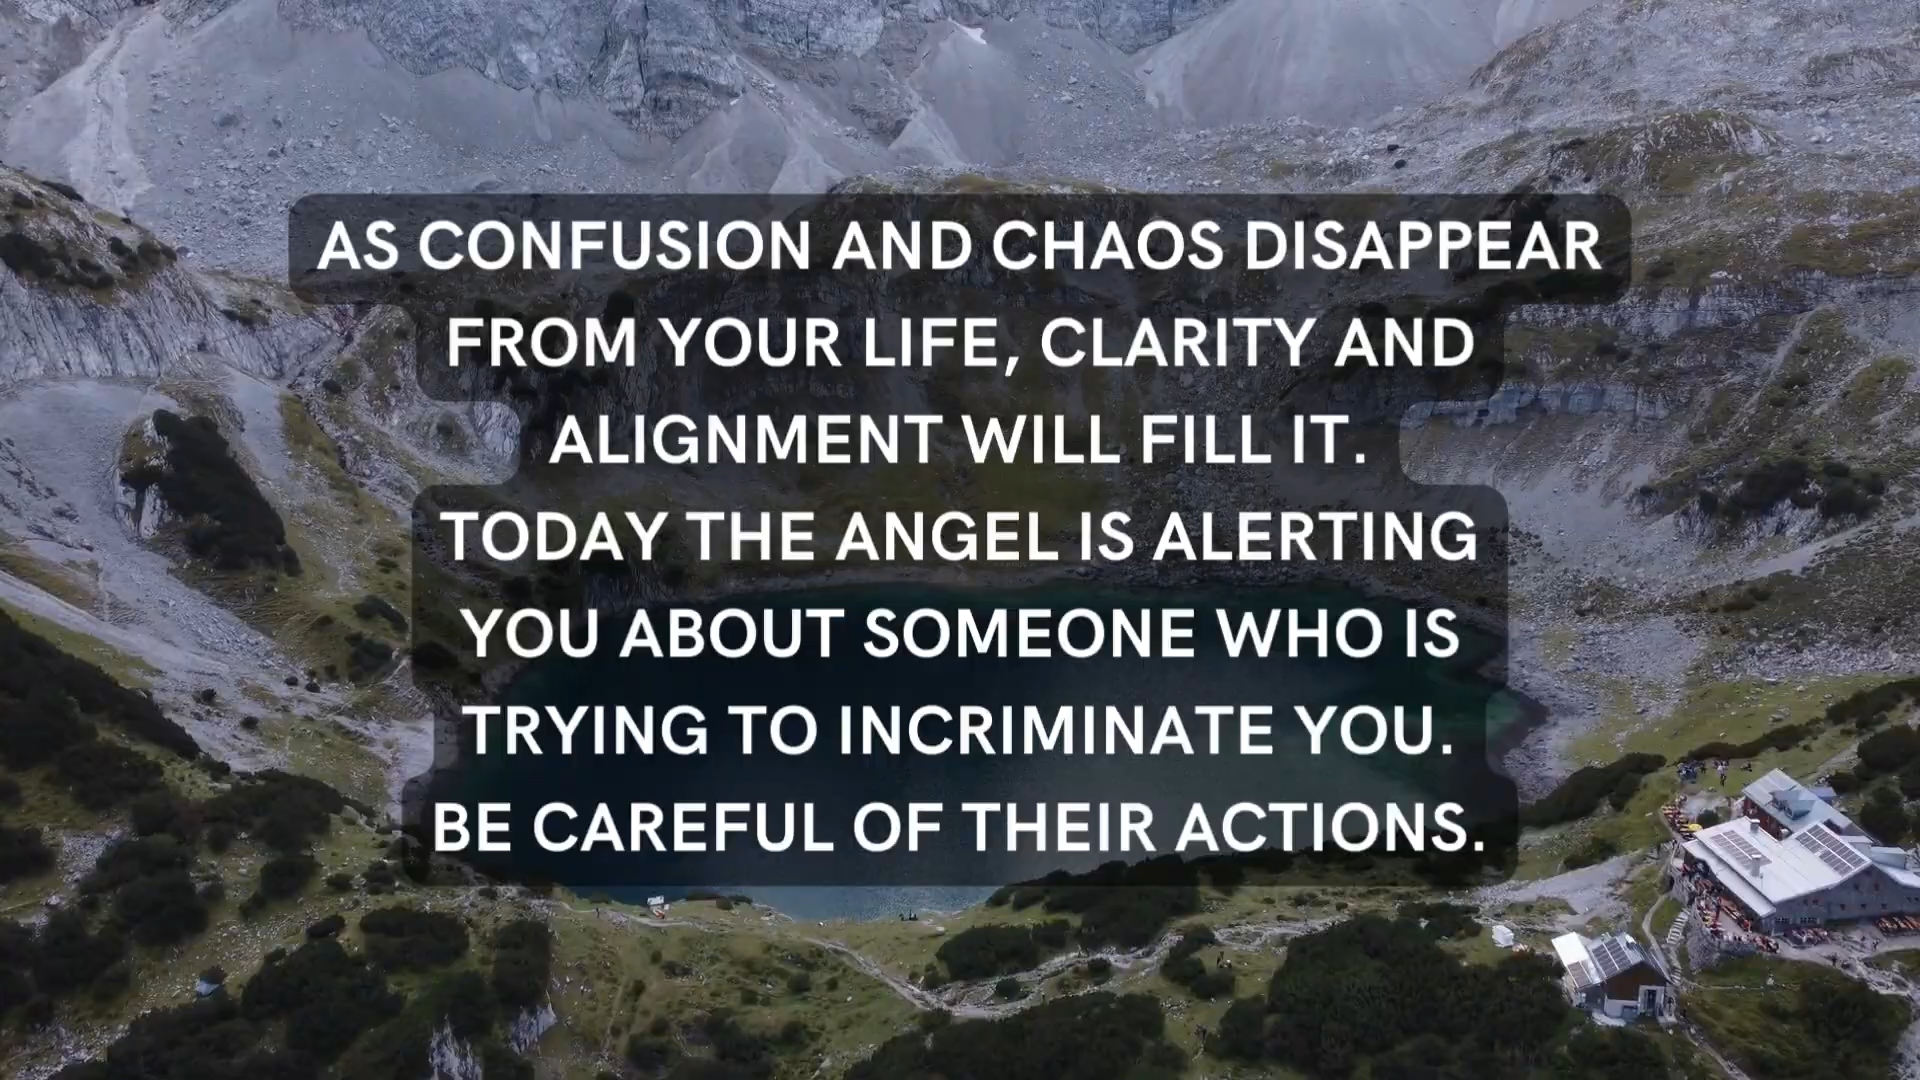 AS CONFUSION AND CHAOS DISAPPEAR
FROM YOUR LIFE, CLARITY AND
ALIGNMENT WILL FILL IT.
TODAY THE ANGEL IS ALERTING
YOU ABOUT SOMEONE WHO IS
TRYING TO INCRIMINATE YOU.
BE CAREFUL OF THEIR ACTIONS.